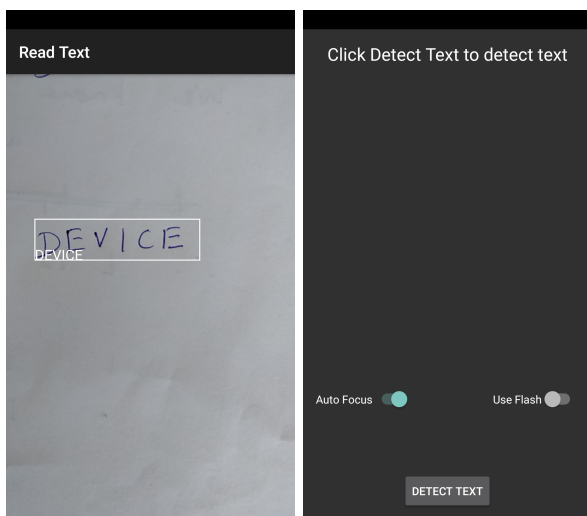 Read Text
DEVICE
DEVICE
Click Detect Text to detect text
Auto Focus
Use Flash
DETECT TEXT